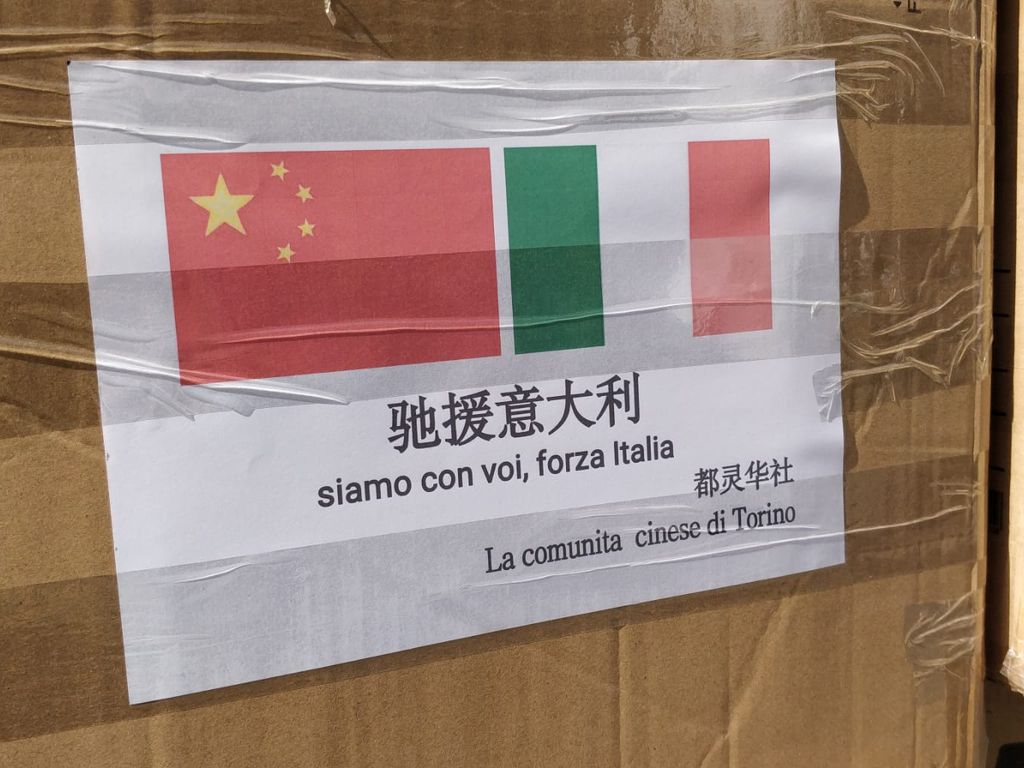 驰援意大利
siamo con voi, forza Italia
都灵华社
La comunita cinese di Torino